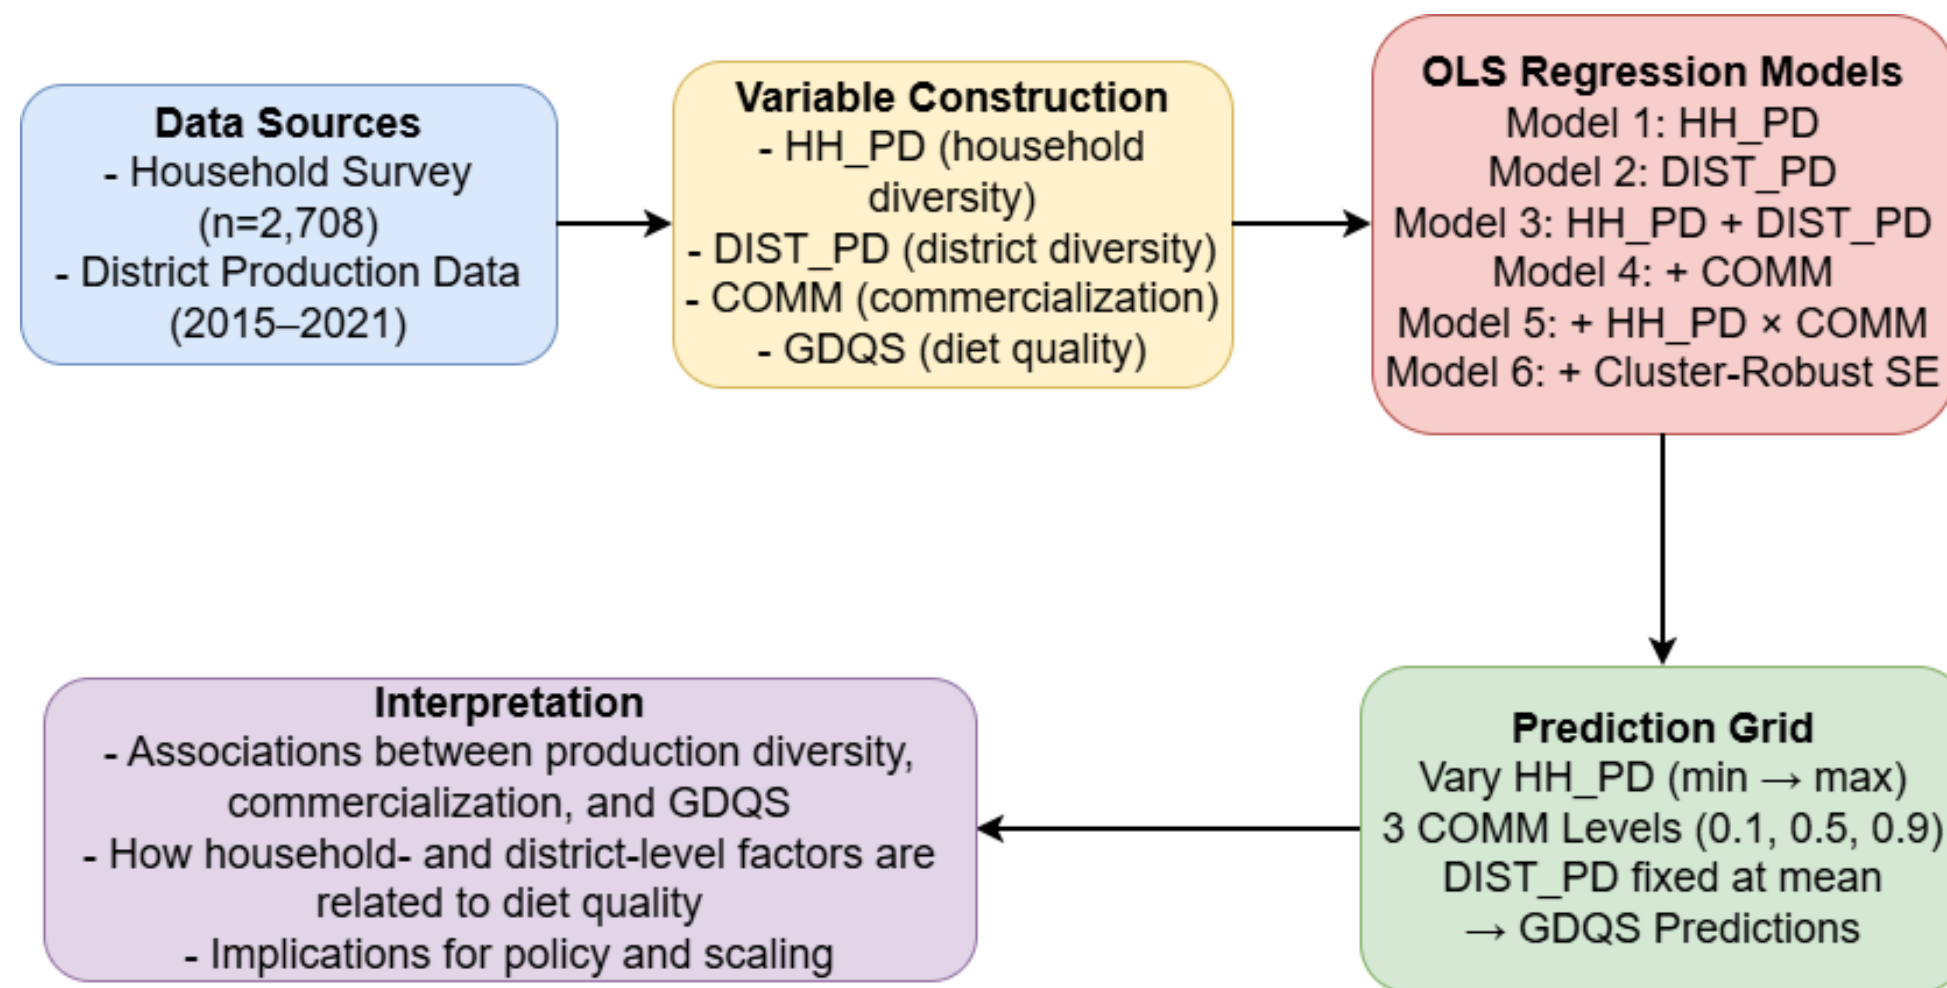 Data Sources
- Household Survey
(n=2,708)
- District Production Data
(2015–2021)
Variable Construction
- HH_PD (household
diversity)
- DIST_PD (district diversity)
- COMM (commercialization)
- GDQS (diet quality)
OLS Regression Models
Model 1: HH_PD
Model 2: DIST_PD
Model 3: HH_PD + DIST_PD
Model 4: + COMM
Model 5: + HH_PD × COMM
Model 6: + Cluster-Robust SE
Prediction Grid
Vary HH_PD (min → max)
3 COMM Levels (0.1, 0.5, 0.9)
DIST_PD fixed at mean
→ GDQS Predictions
Interpretation
- Associations between production diversity,
commercialization, and GDQS
- How household- and district-level factors are
related to diet quality
- Implications for policy and scaling